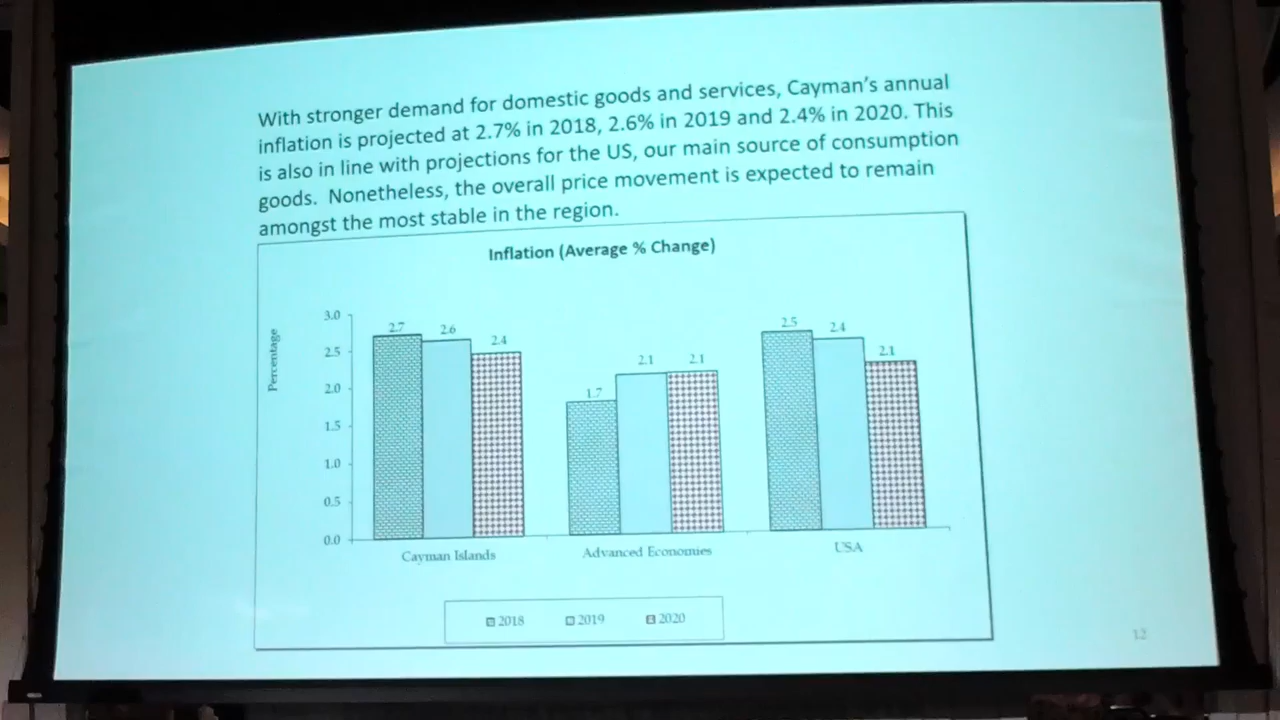 With stronger demand for domestic goods and services, Cayman's annual
inflation is projected at 2.7% in 2018, 2.6% in 2019 and 2.4% in 2020. This
is also in line with projections for the US, our main source of consumption
goods. Nonetheless, the overall price movement is expected to remain
amongst the most stable in the region.
Inflation (Average % Change)
Percentage
3.0
2.5
2.0
1.5
1.0
0.5
0.0
2.7 2.6 2.4
1.7 2.1 2.1
2.5 2.4 2.1
Cayman Islands Advanced Economies USA
2018 2019 2020
12